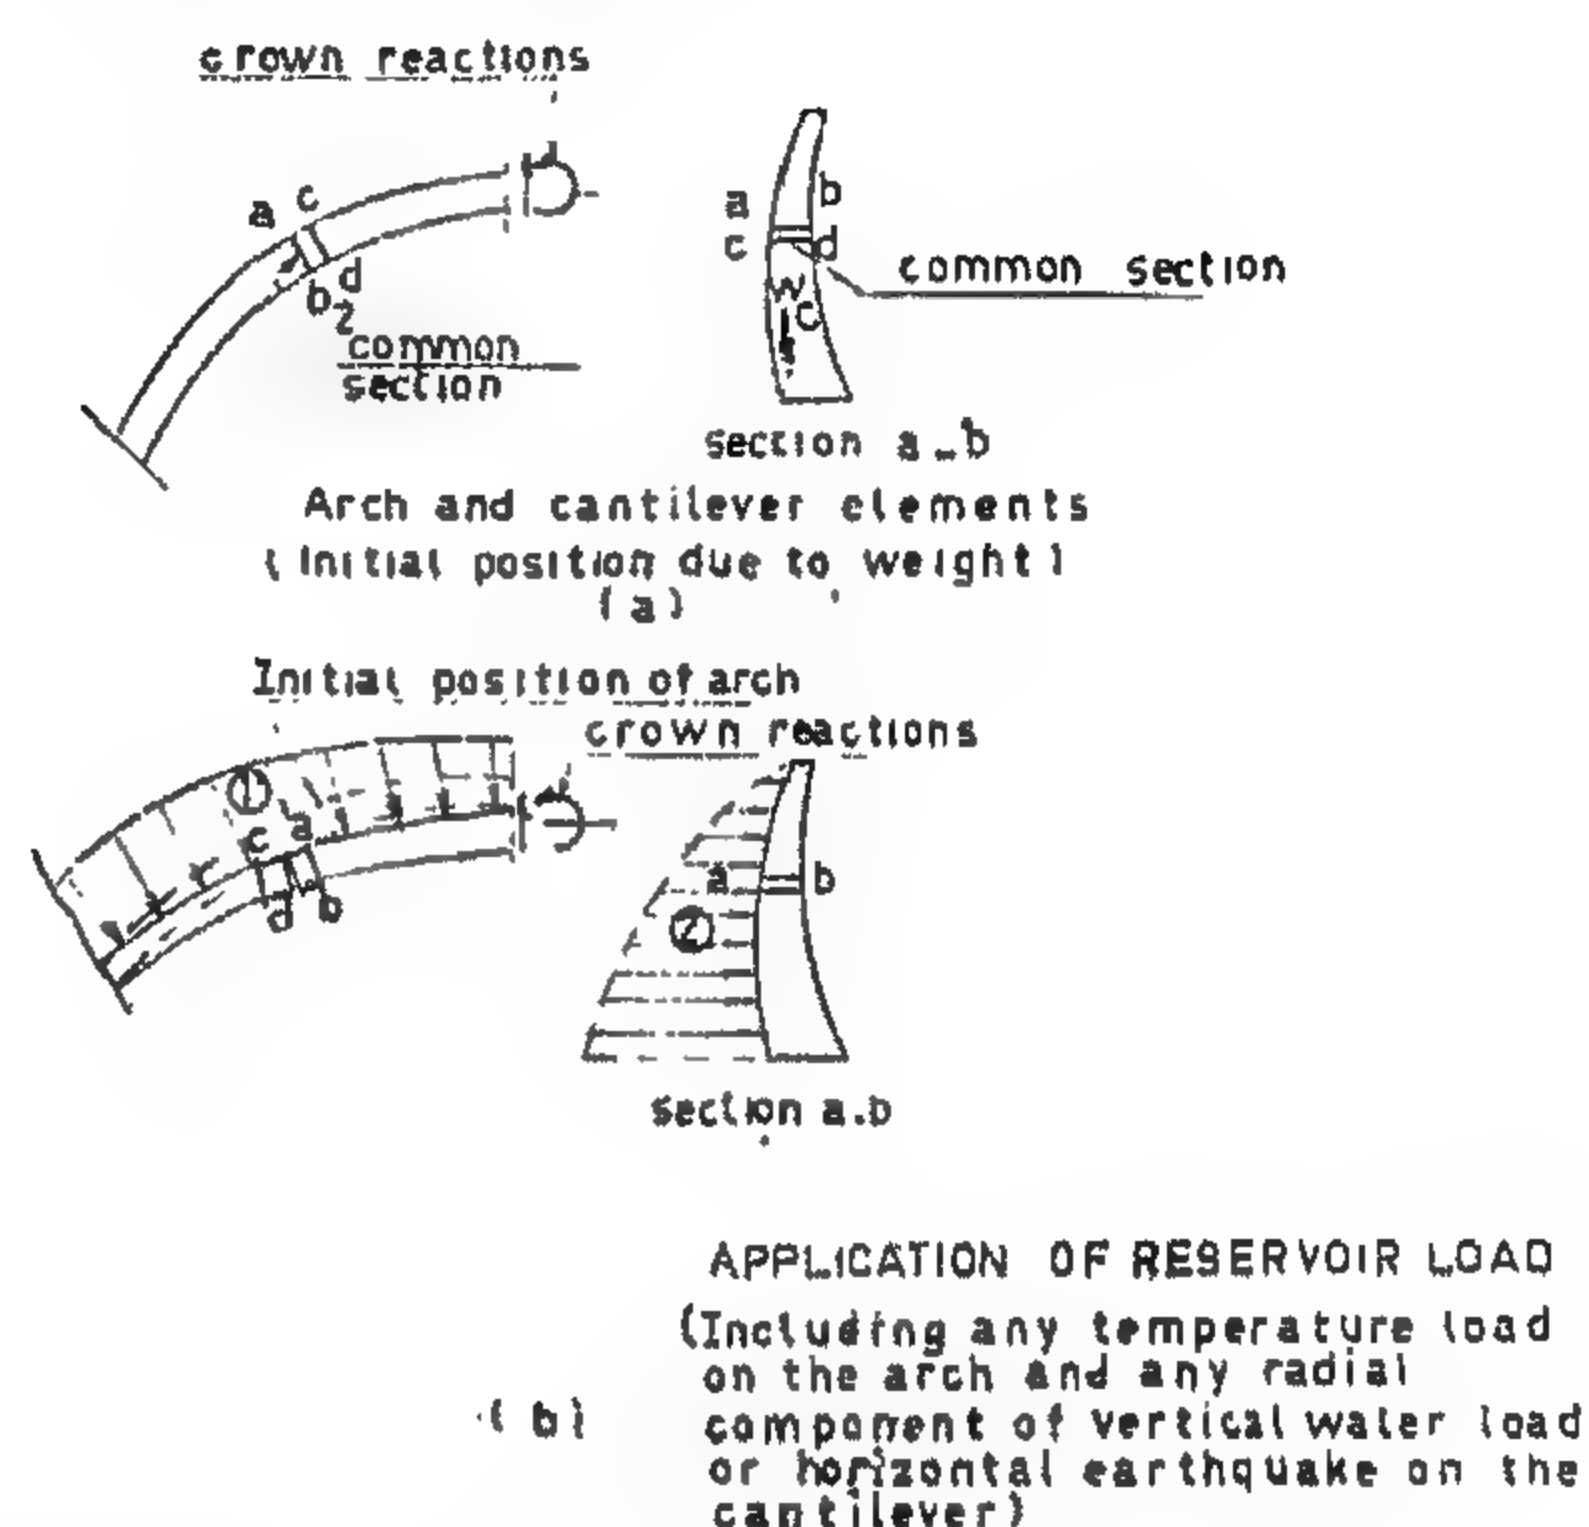 crown reactions
a c
b d
2
common
section
a b
c d
common section
W
C
section a-b
Arch and cantilever elements
(Initial position due to weight)
(a)
Initial position of arch
crown reactions
1
c a
r
d b
a b
2
section a.b
APPLICATION OF RESERVOIR LOAD
(Including any temperature load
on the arch and any radial
(b) component of vertical water load
or horizontal earthquake on the
cantilever)